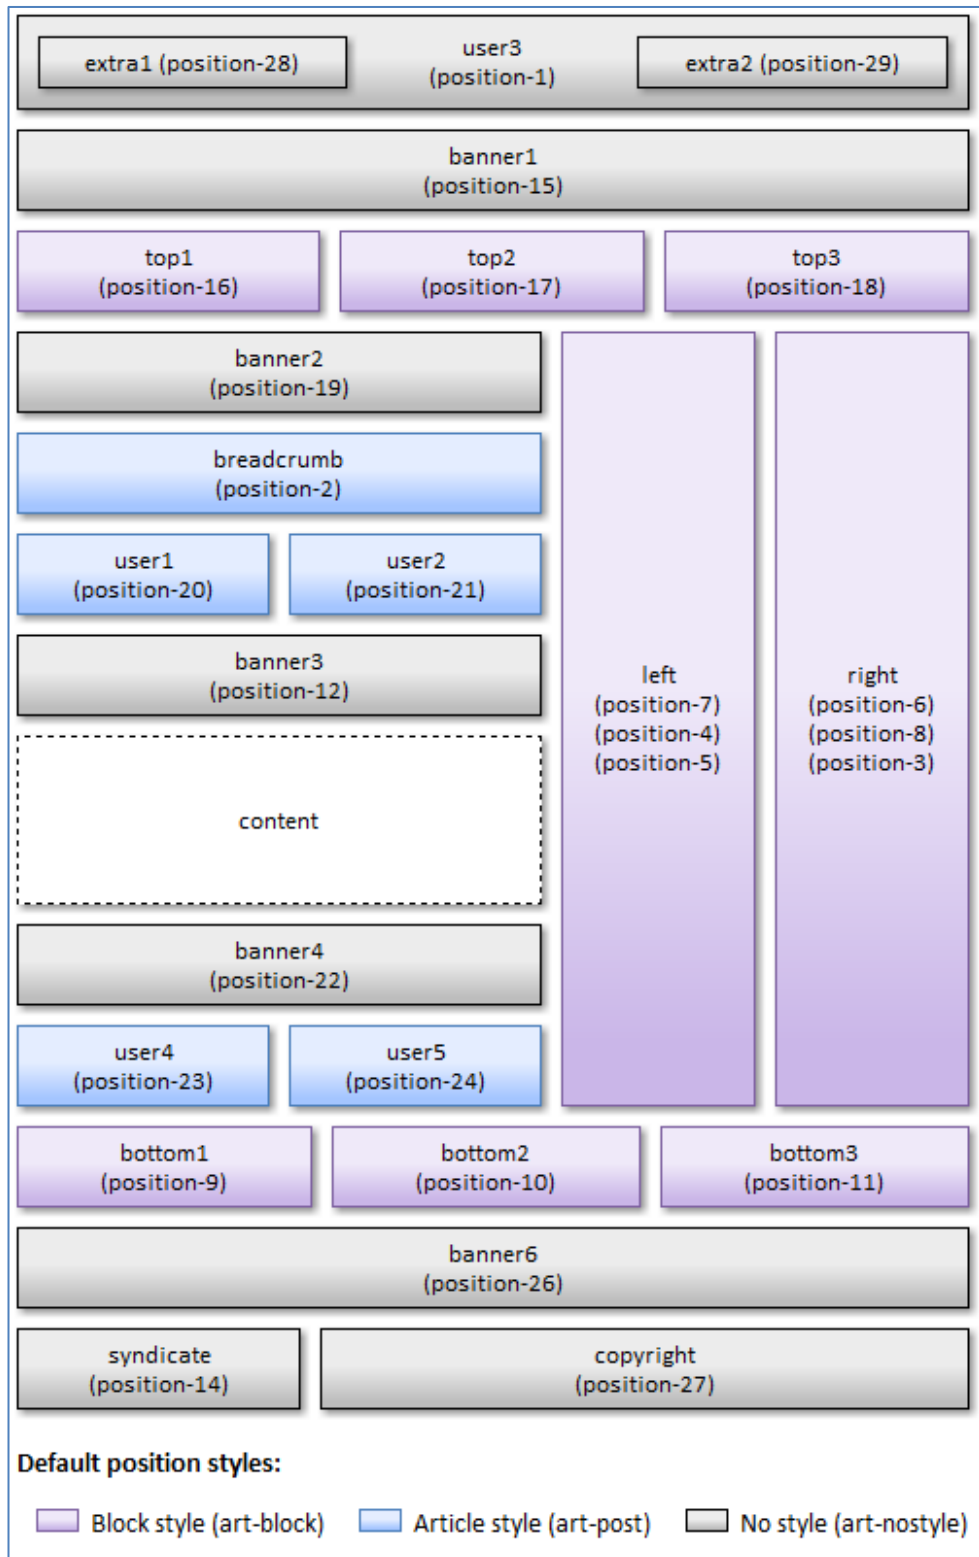 extra1 (position-28)
user3
(position-1)
extra2 (position-29)
banner1
(position-15)
top1
(position-16)
top2
(position-17)
top3
(position-18)
banner2
(position-19)
breadcrumb
(position-2)
user1
(position-20)
user2
(position-21)
banner3
(position-12)
left
(position-7)
(position-4)
(position-5)
right
(position-6)
(position-8)
(position-3)
content
banner4
(position-22)
user4
(position-23)
user5
(position-24)
bottom1
(position-9)
bottom2
(position-10)
bottom3
(position-11)
banner6
(position-26)
syndicate
(position-14)
copyright
(position-27)
Default position styles:
Block style (art-block)
Article style (art-post)
No style (art-nostyle)